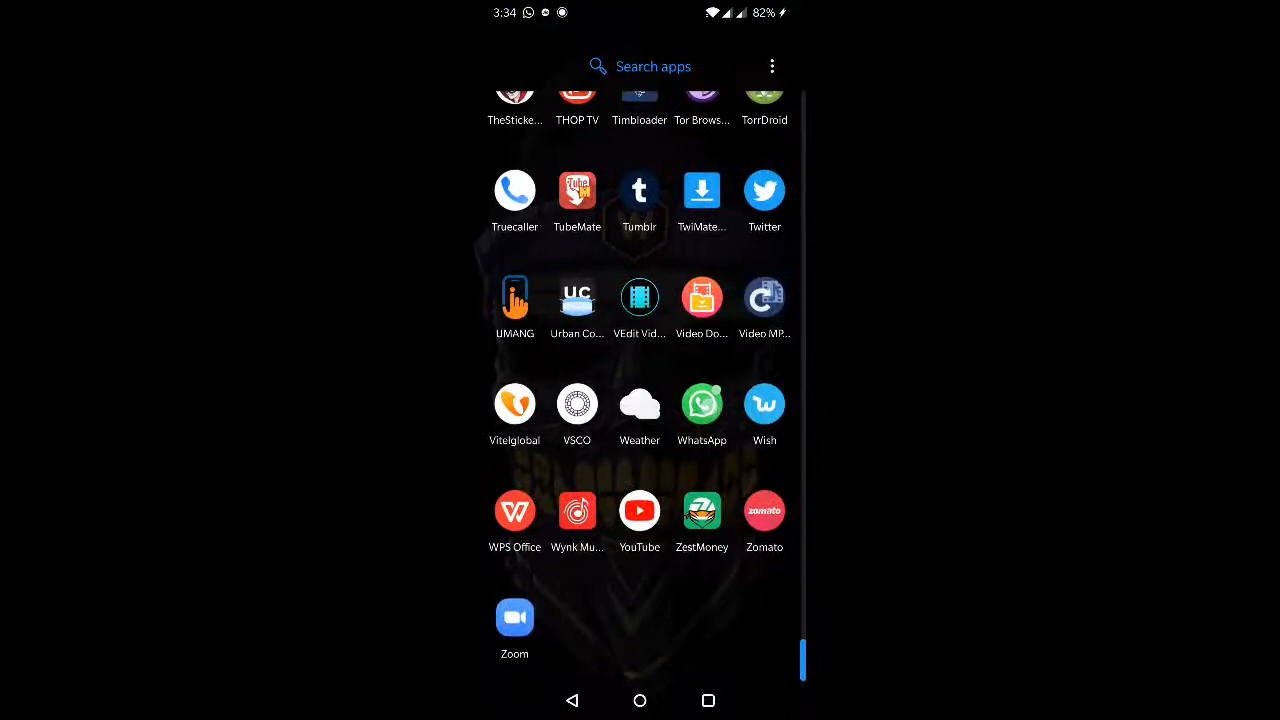 3:34 82%
Search apps
TheSticke... THOP TV Timbloader Tor Brows... TorrDroid
Truecaller TubeMate Tumblr TwiMate... Twitter
UMANG Urban Co... VEdit Vid... Video Do... Video MP...
Vitelglobal VSCO Weather WhatsApp Wish
WPS Office Wynk Mu... YouTube ZestMoney Zomato
Zoom